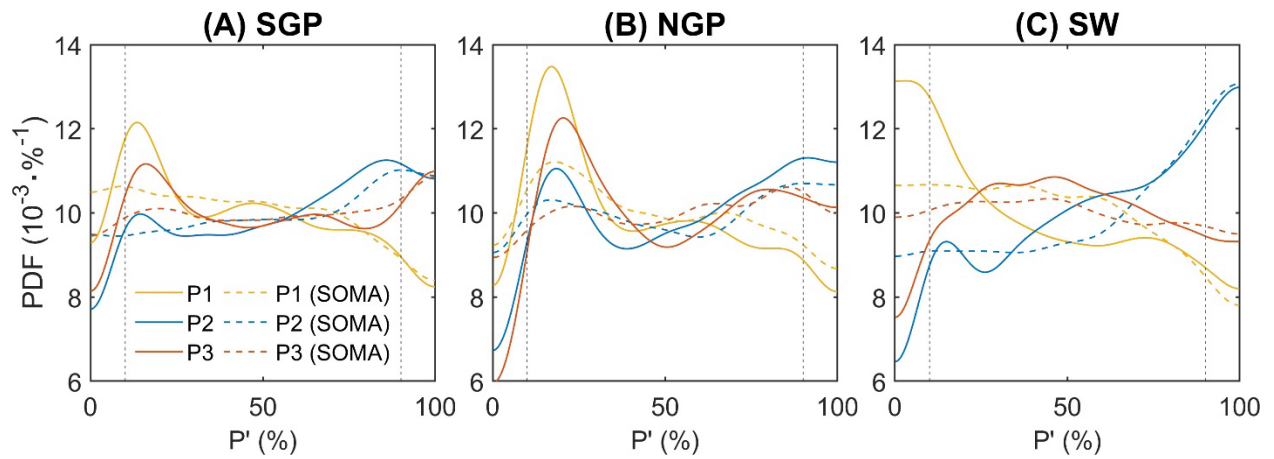 (A) SGP
(B) NGP
(C) SW
PDF (10⁻³·%⁻¹)
14
12
10
8
6
P1 P1 (SOMA)
P2 P2 (SOMA)
P3 P3 (SOMA)
0 50 100
P' (%)
14
12
10
8
6
0 50 100
P' (%)
14
12
10
8
6
0 50 100
P' (%)